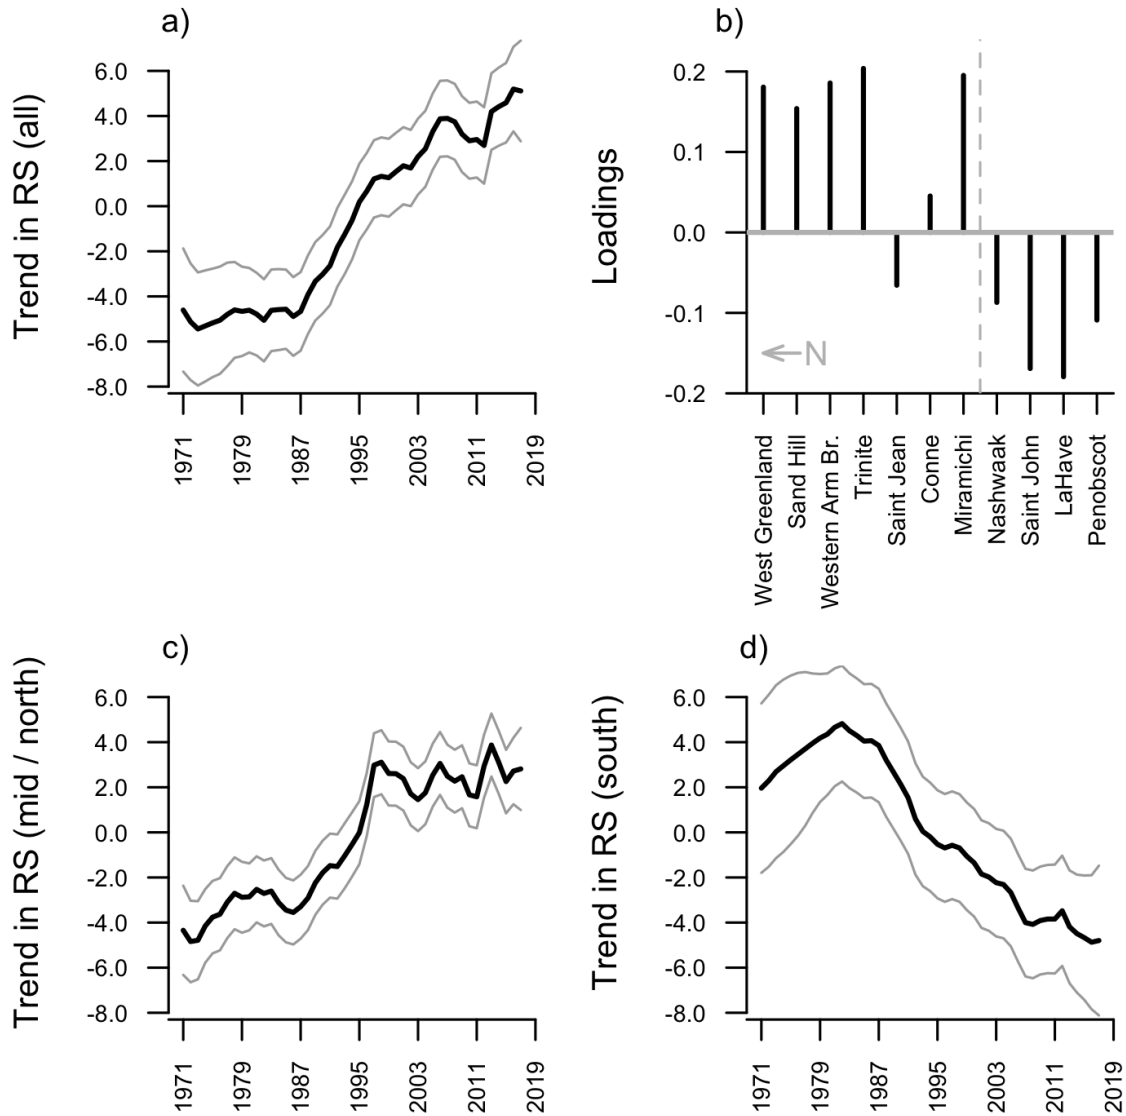 a)
Trend in RS (all)
6.0
4.0
2.0
0.0
-2.0
-4.0
-6.0
-8.0
1971
1979
1987
1995
2003
2011
2019
b)
Loadings
0.2
0.1
0.0
-0.1
-0.2
N
West Greenland
Sand Hill
Western Arm Br.
Trinite
Saint Jean
Conne
Miramichi
Nashwaak
Saint John
LaHave
Penobscot
c)
Trend in RS (mid / north)
6.0
4.0
2.0
0.0
-2.0
-4.0
-6.0
-8.0
1971
1979
1987
1995
2003
2011
2019
d)
Trend in RS (south)
6.0
4.0
2.0
0.0
-2.0
-4.0
-6.0
-8.0
1971
1979
1987
1995
2003
2011
2019